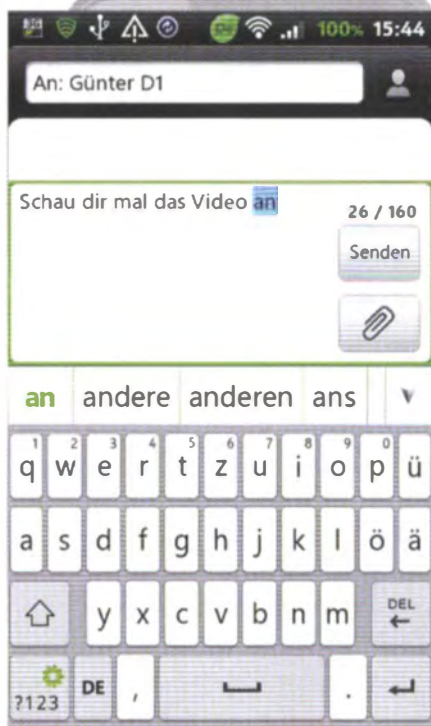 100% 15:44
An: Günter D1
Schau dir mal das Video an
26 / 160
Senden
an andere anderen ans
1 2 3 4 5 6 7 8 9 0
q w e r t z u i o p ü
a s d f g h j k l ö ä
y x c v b n m DEL
?123 DE , .